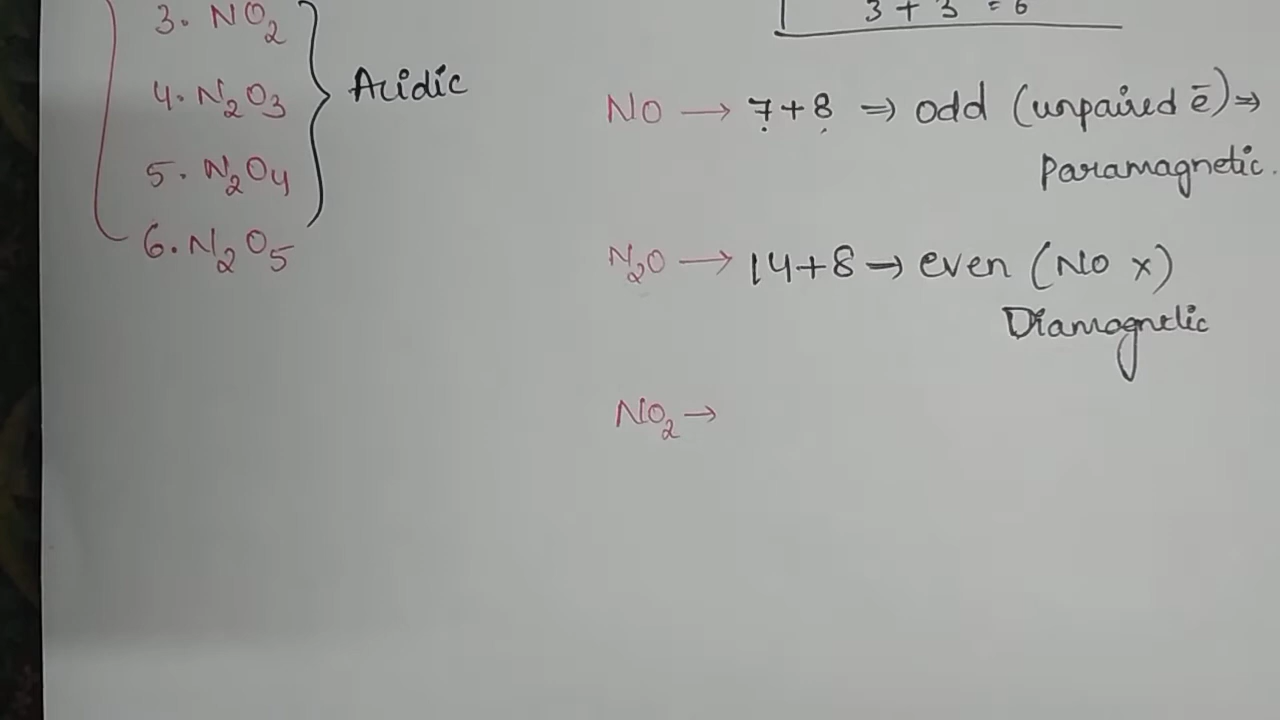 3. NO2
4. N2O3
5. N2O4
6. N2O5
Acidic
3 + 3 = 6
NO → 7+8 ⇒ odd (unpaired ē) ⇒
Paramagnetic.
N2O → 14+8 → even (No x)
Diamagnetic
NO2 →